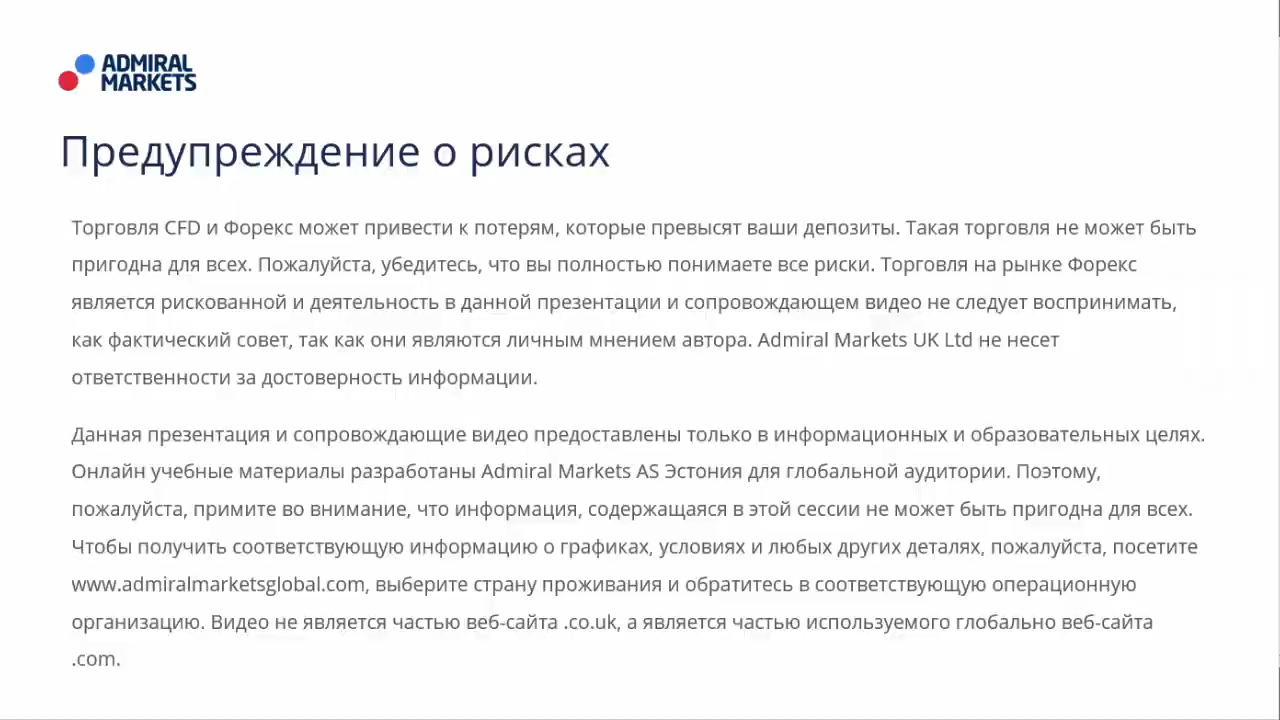 ADMIRAL
MARKETS
Предупреждение о рисках
Торговля CFD и Форекс может привести к потерям, которые превысят ваши депозиты. Такая торговля не может быть
пригодна для всех. Пожалуйста, убедитесь, что вы полностью понимаете все риски. Торговля на рынке Форекс
является рискованной и деятельность в данной презентации и сопровождающем видео не следует воспринимать,
как фактический совет, так как они являются личным мнением автора. Admiral Markets UK Ltd не несет
ответственности за достоверность информации.
Данная презентация и сопровождающие видео предоставлены только в информационных и образовательных целях.
Онлайн учебные материалы разработаны Admiral Markets AS Эстония для глобальной аудитории. Поэтому,
пожалуйста, примите во внимание, что информация, содержащаяся в этой сессии не может быть пригодна для всех.
Чтобы получить соответствующую информацию о графиках, условиях и любых других деталях, пожалуйста, посетите
www.admiralmarketsglobal.com, выберите страну проживания и обратитесь в соответствующую операционную
организацию. Видео не является частью веб-сайта .co.uk, а является частью используемого глобально веб-сайта
.com.